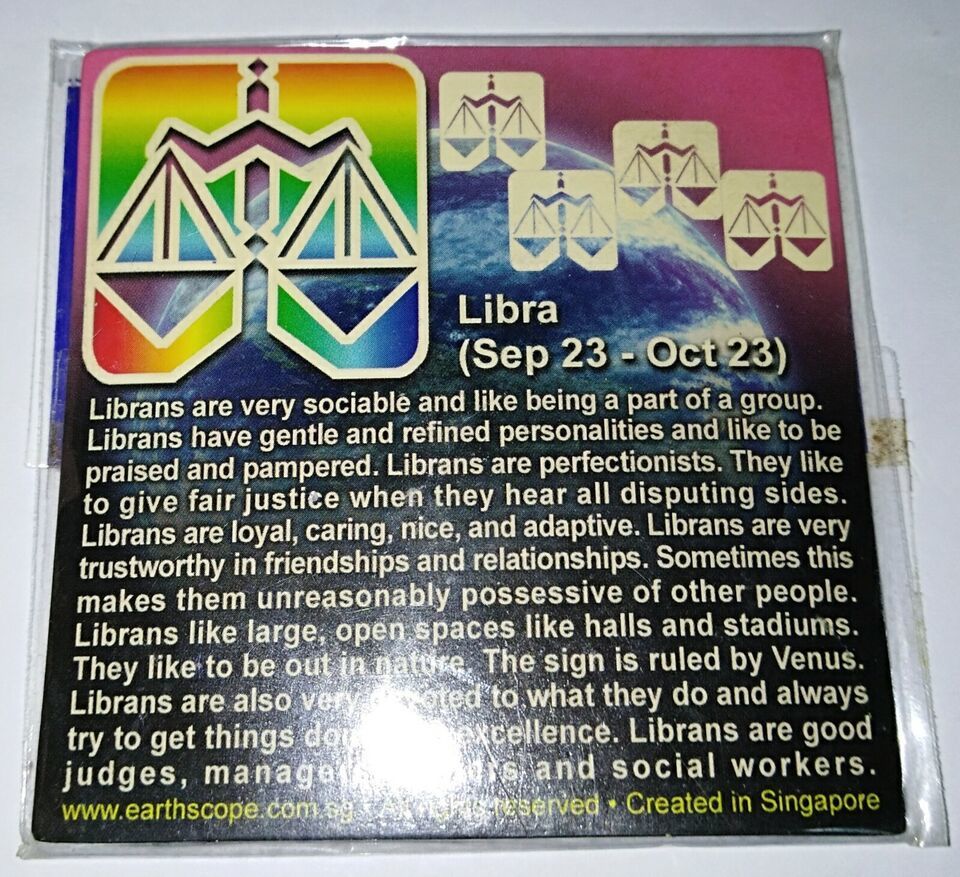 Libra
(Sep 23 - Oct 23)
Librans are very sociable and like being a part of a group.
Librans have gentle and refined personalities and like to be
praised and pampered. Librans are perfectionists. They like
to give fair justice when they hear all disputing sides.
Librans are loyal, caring, nice, and adaptive. Librans are very
trustworthy in friendships and relationships. Sometimes this
makes them unreasonably possessive of other people.
Librans like large, open spaces like halls and stadiums.
They like to be out in nature. The sign is ruled by Venus.
Librans are also very to what they do and always
try to get things excellence. Librans are good
judges, and social workers.
www.earthscope.com.sg • All rights reserved • Created in Singapore